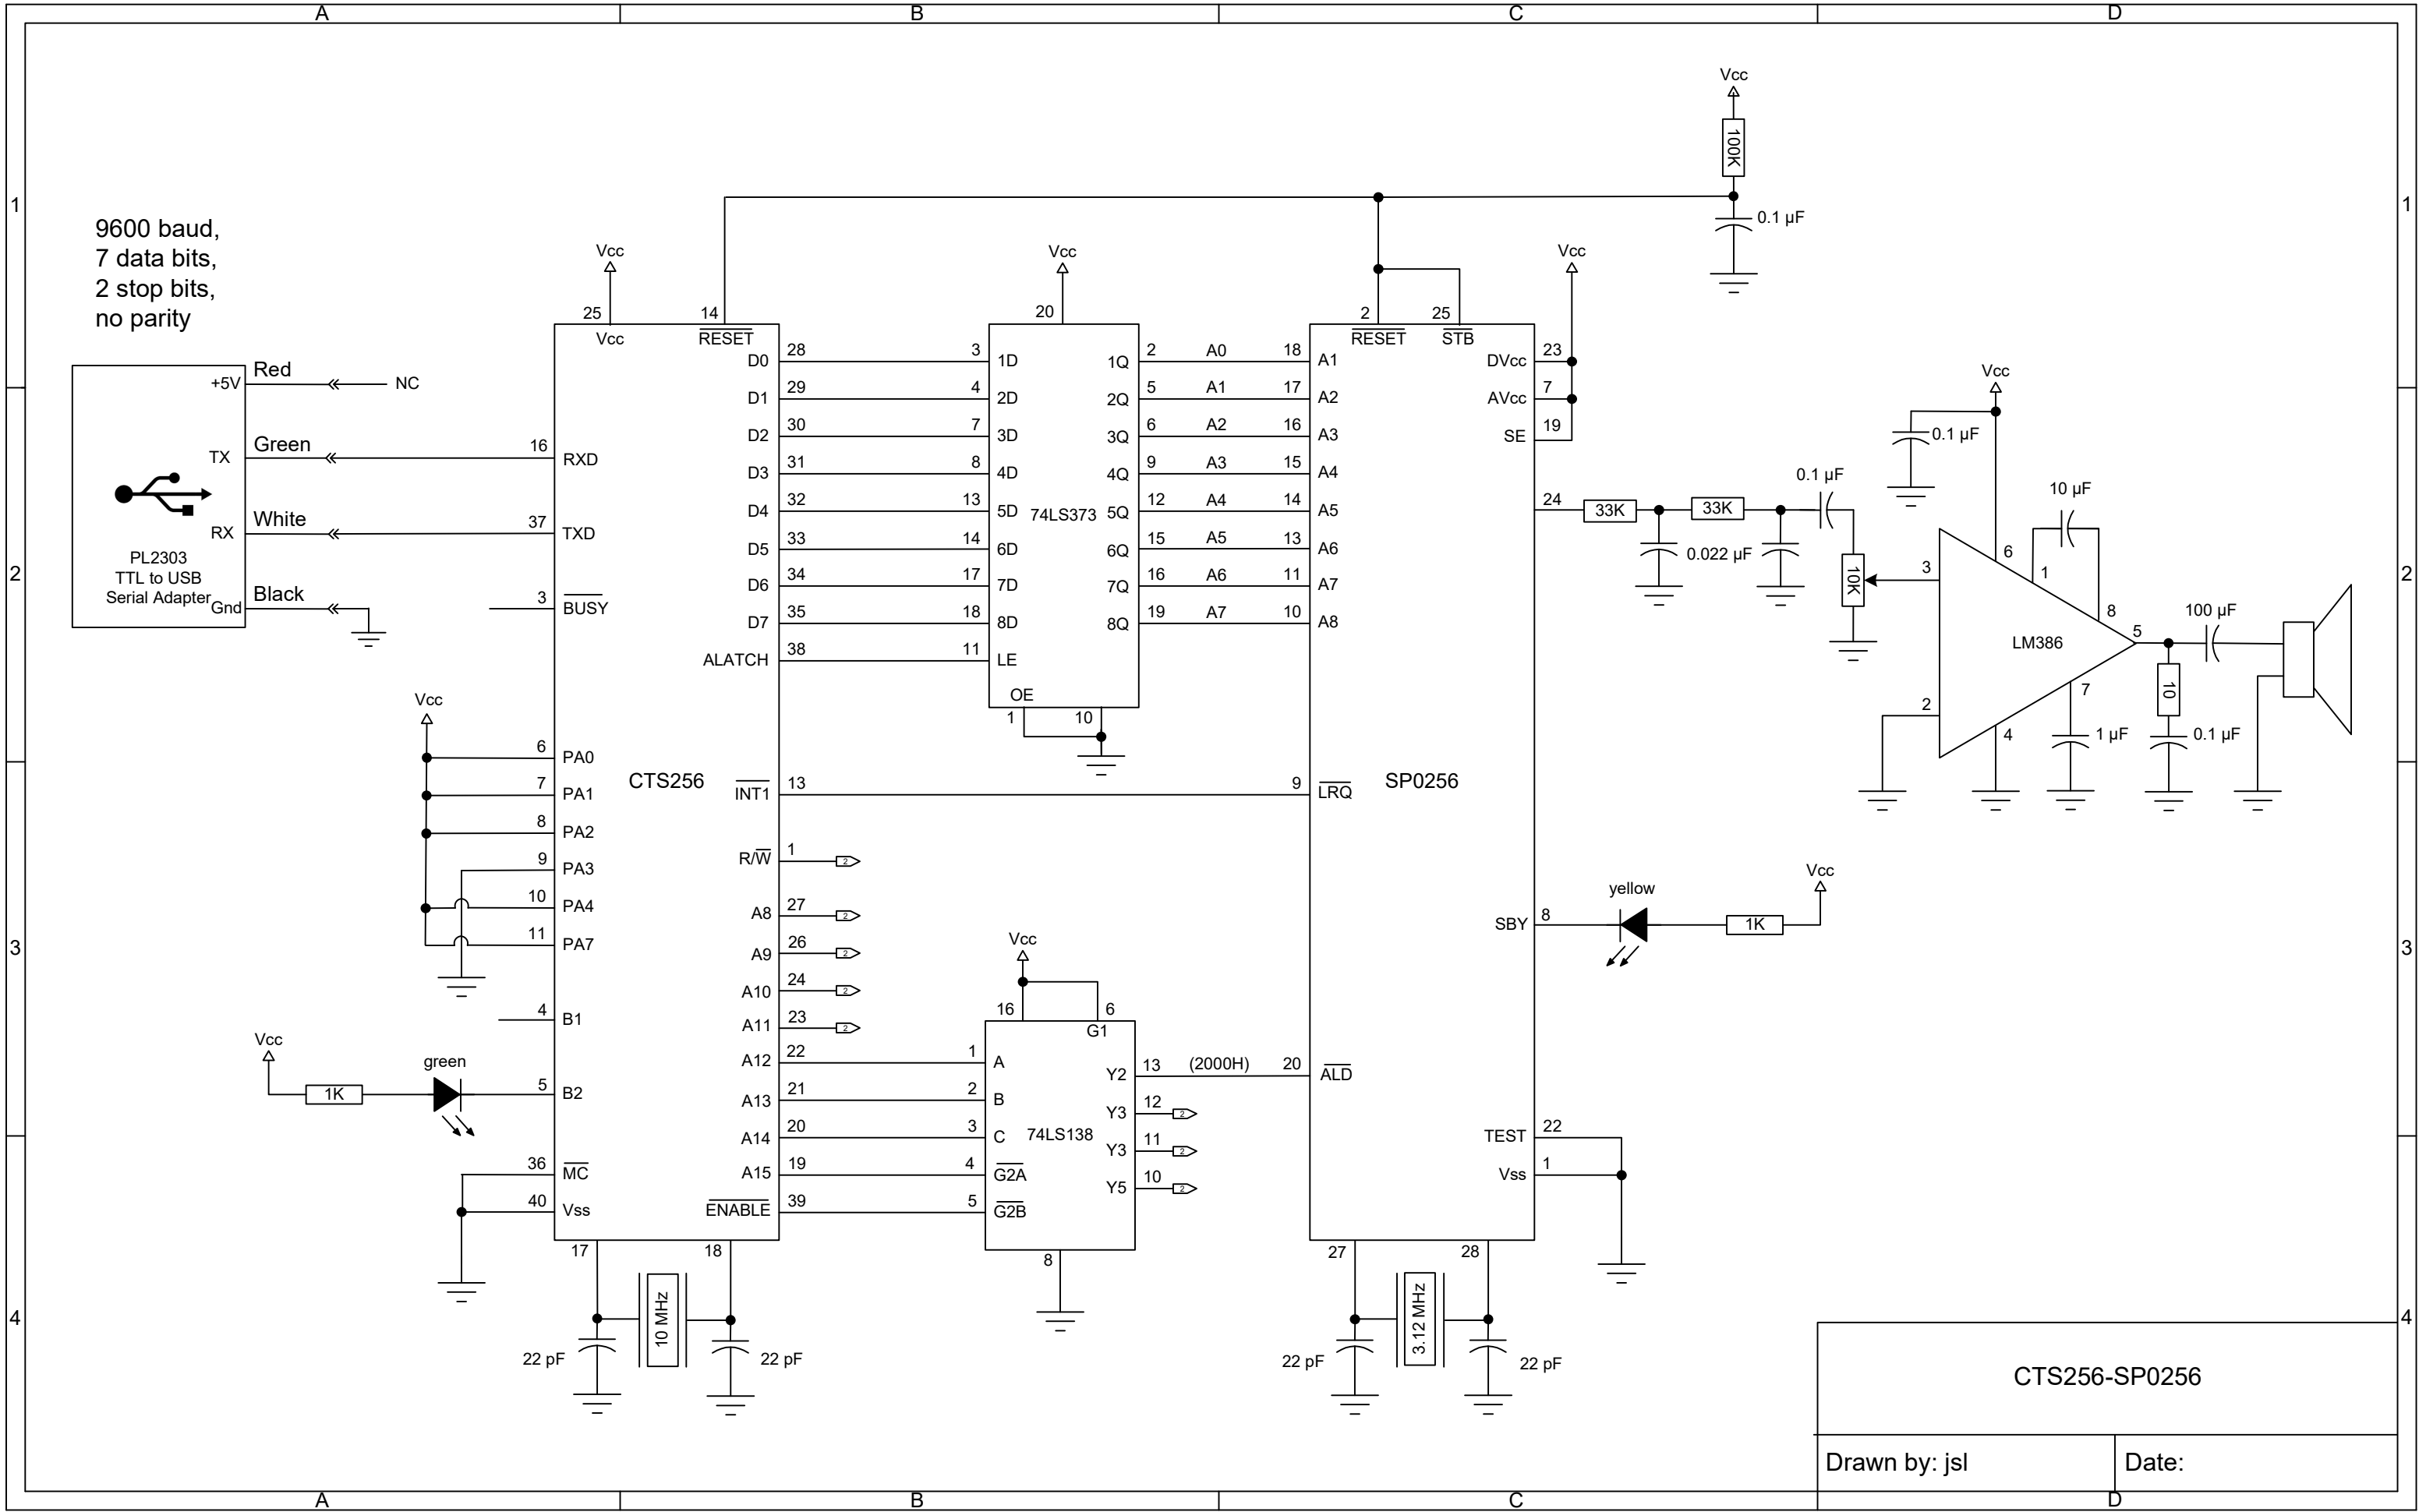 A
B
C
D
1
2
3
4
1
2
3
4
9600 baud,
7 data bits,
2 stop bits,
no parity
+5V
Red
NC
TX
Green
RX
White
PL2303
TTL to USB
Serial Adapter
Gnd
Black
Vcc
25
Vcc
14
RESET
16
RXD
37
TXD
3
BUSY
Vcc
6
PA0
7
PA1
8
PA2
9
PA3
10
PA4
11
PA7
4
B1
Vcc
1K
green
5
B2
36
MC
40
Vss
17
18
22 pF
10 MHz
22 pF
CTS256
D0
28
D1
29
D2
30
D3
31
D4
32
D5
33
D6
34
D7
35
ALATCH
38
INT1
13
R/W
1
2
A8
27
2
A9
26
2
A10
24
2
A11
23
2
A12
22
A13
21
A14
20
A15
19
ENABLE
39
Vcc
20
3
1D
4
2D
7
3D
8
4D
13
5D
14
6D
17
7D
18
8D
11
LE
74LS373
OE
1
10
1Q
2
A0
2Q
5
A1
3Q
6
A2
4Q
9
A3
5Q
12
A4
6Q
15
A5
7Q
16
A6
8Q
19
A7
Vcc
16
6
G1
1
A
2
B
3
C
4
G2A
5
G2B
74LS138
8
Y2
13
(2000H)
Y3
12
2
Y3
11
2
Y5
10
2
Vcc
100K
0.1 µF
2
RESET
25
STB
18
A1
17
A2
16
A3
15
A4
14
A5
13
A6
11
A7
10
A8
9
LRQ
20
ALD
SP0256
Vcc
DVcc
23
AVcc
7
SE
19
24
33K
33K
0.022 µF
0.1 µF
10K
SBY
8
yellow
1K
Vcc
TEST
22
Vss
1
27
28
22 pF
3.12 MHz
22 pF
Vcc
0.1 µF
10 µF
3
6
1
8
LM386
5
100 µF
2
4
7
1 µF
10
0.1 µF
CTS256-SP0256
Drawn by: jsl
Date:
A
B
C
D